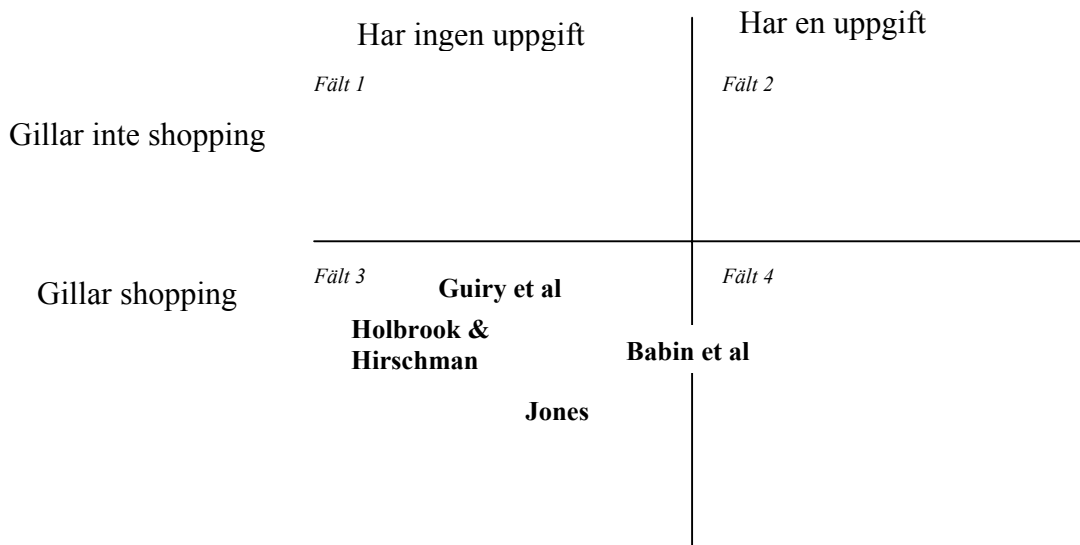 Har ingen uppgift
Har en uppgift
Fält 1
Fält 2
Gillar inte shopping
Gillar shopping
Fält 3
Fält 4
Guiry et al
Holbrook &
Hirschman
Babin et al
Jones